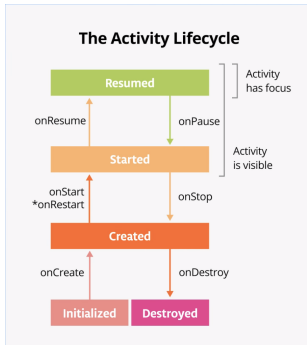 The Activity Lifecycle
Resumed
Activity
has focus
onResume
onPause
Activity
is visible
Started
onStart
*onRestart
onStop
Created
onCreate
onDestroy
Initialized
Destroyed